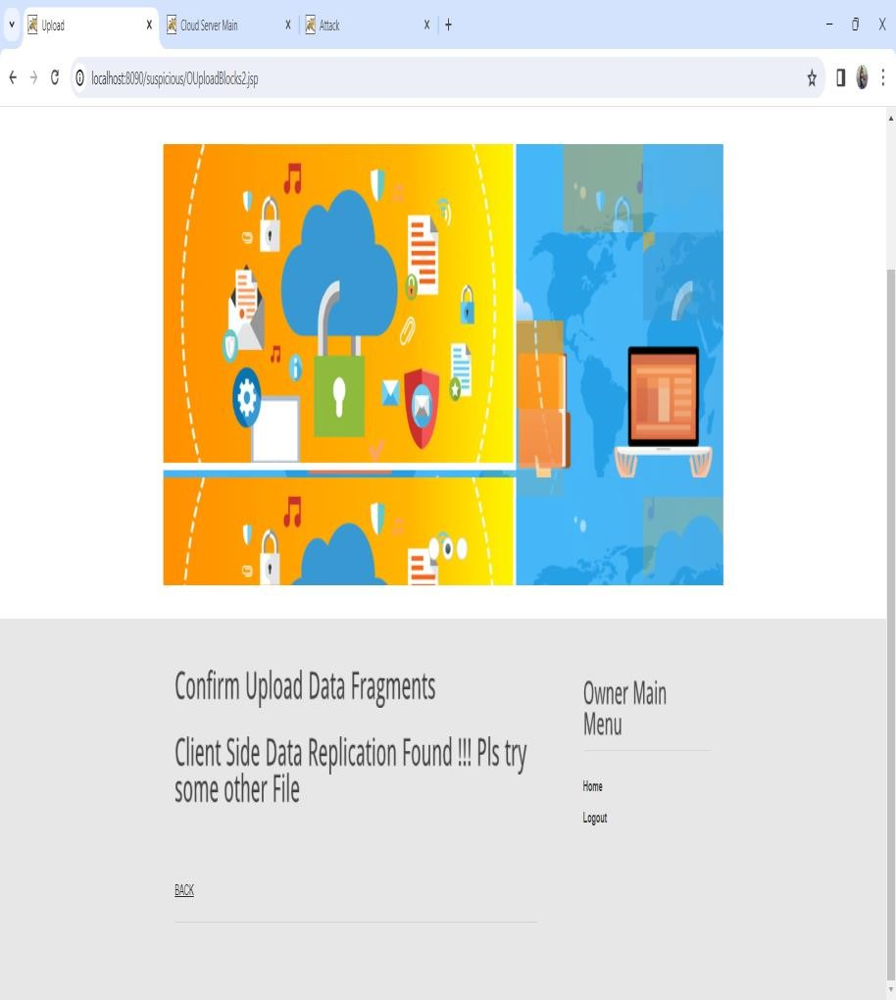 Upload
Cloud Server Main
Attack
localhost:8090/suspicious/OUploadBlocks2.jsp
Confirm Upload Data Fragments
Client Side Data Replication Found !!! Pls try
some other File
BACK
Owner Main
Menu
Home
Logout